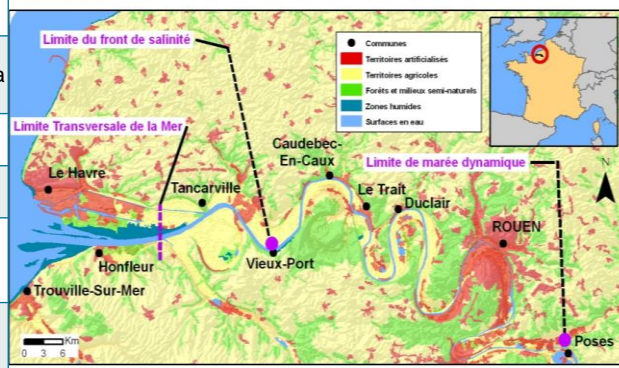 a
Limite du front de salinité
Communes
Territoires artificialisés
Territoires agricoles
Forêts et milieux semi-naturels
Zones humides
Surfaces en eau
Limite Transversale de la Mer
Caudebec-
En-Caux
Limite de marée dynamique
N
Le Havre
Tancarville
Le Trait
Duclair
ROUEN
Honfleur
Vieux-Port
Trouville-Sur-Mer
Poses
Km
0 3 6